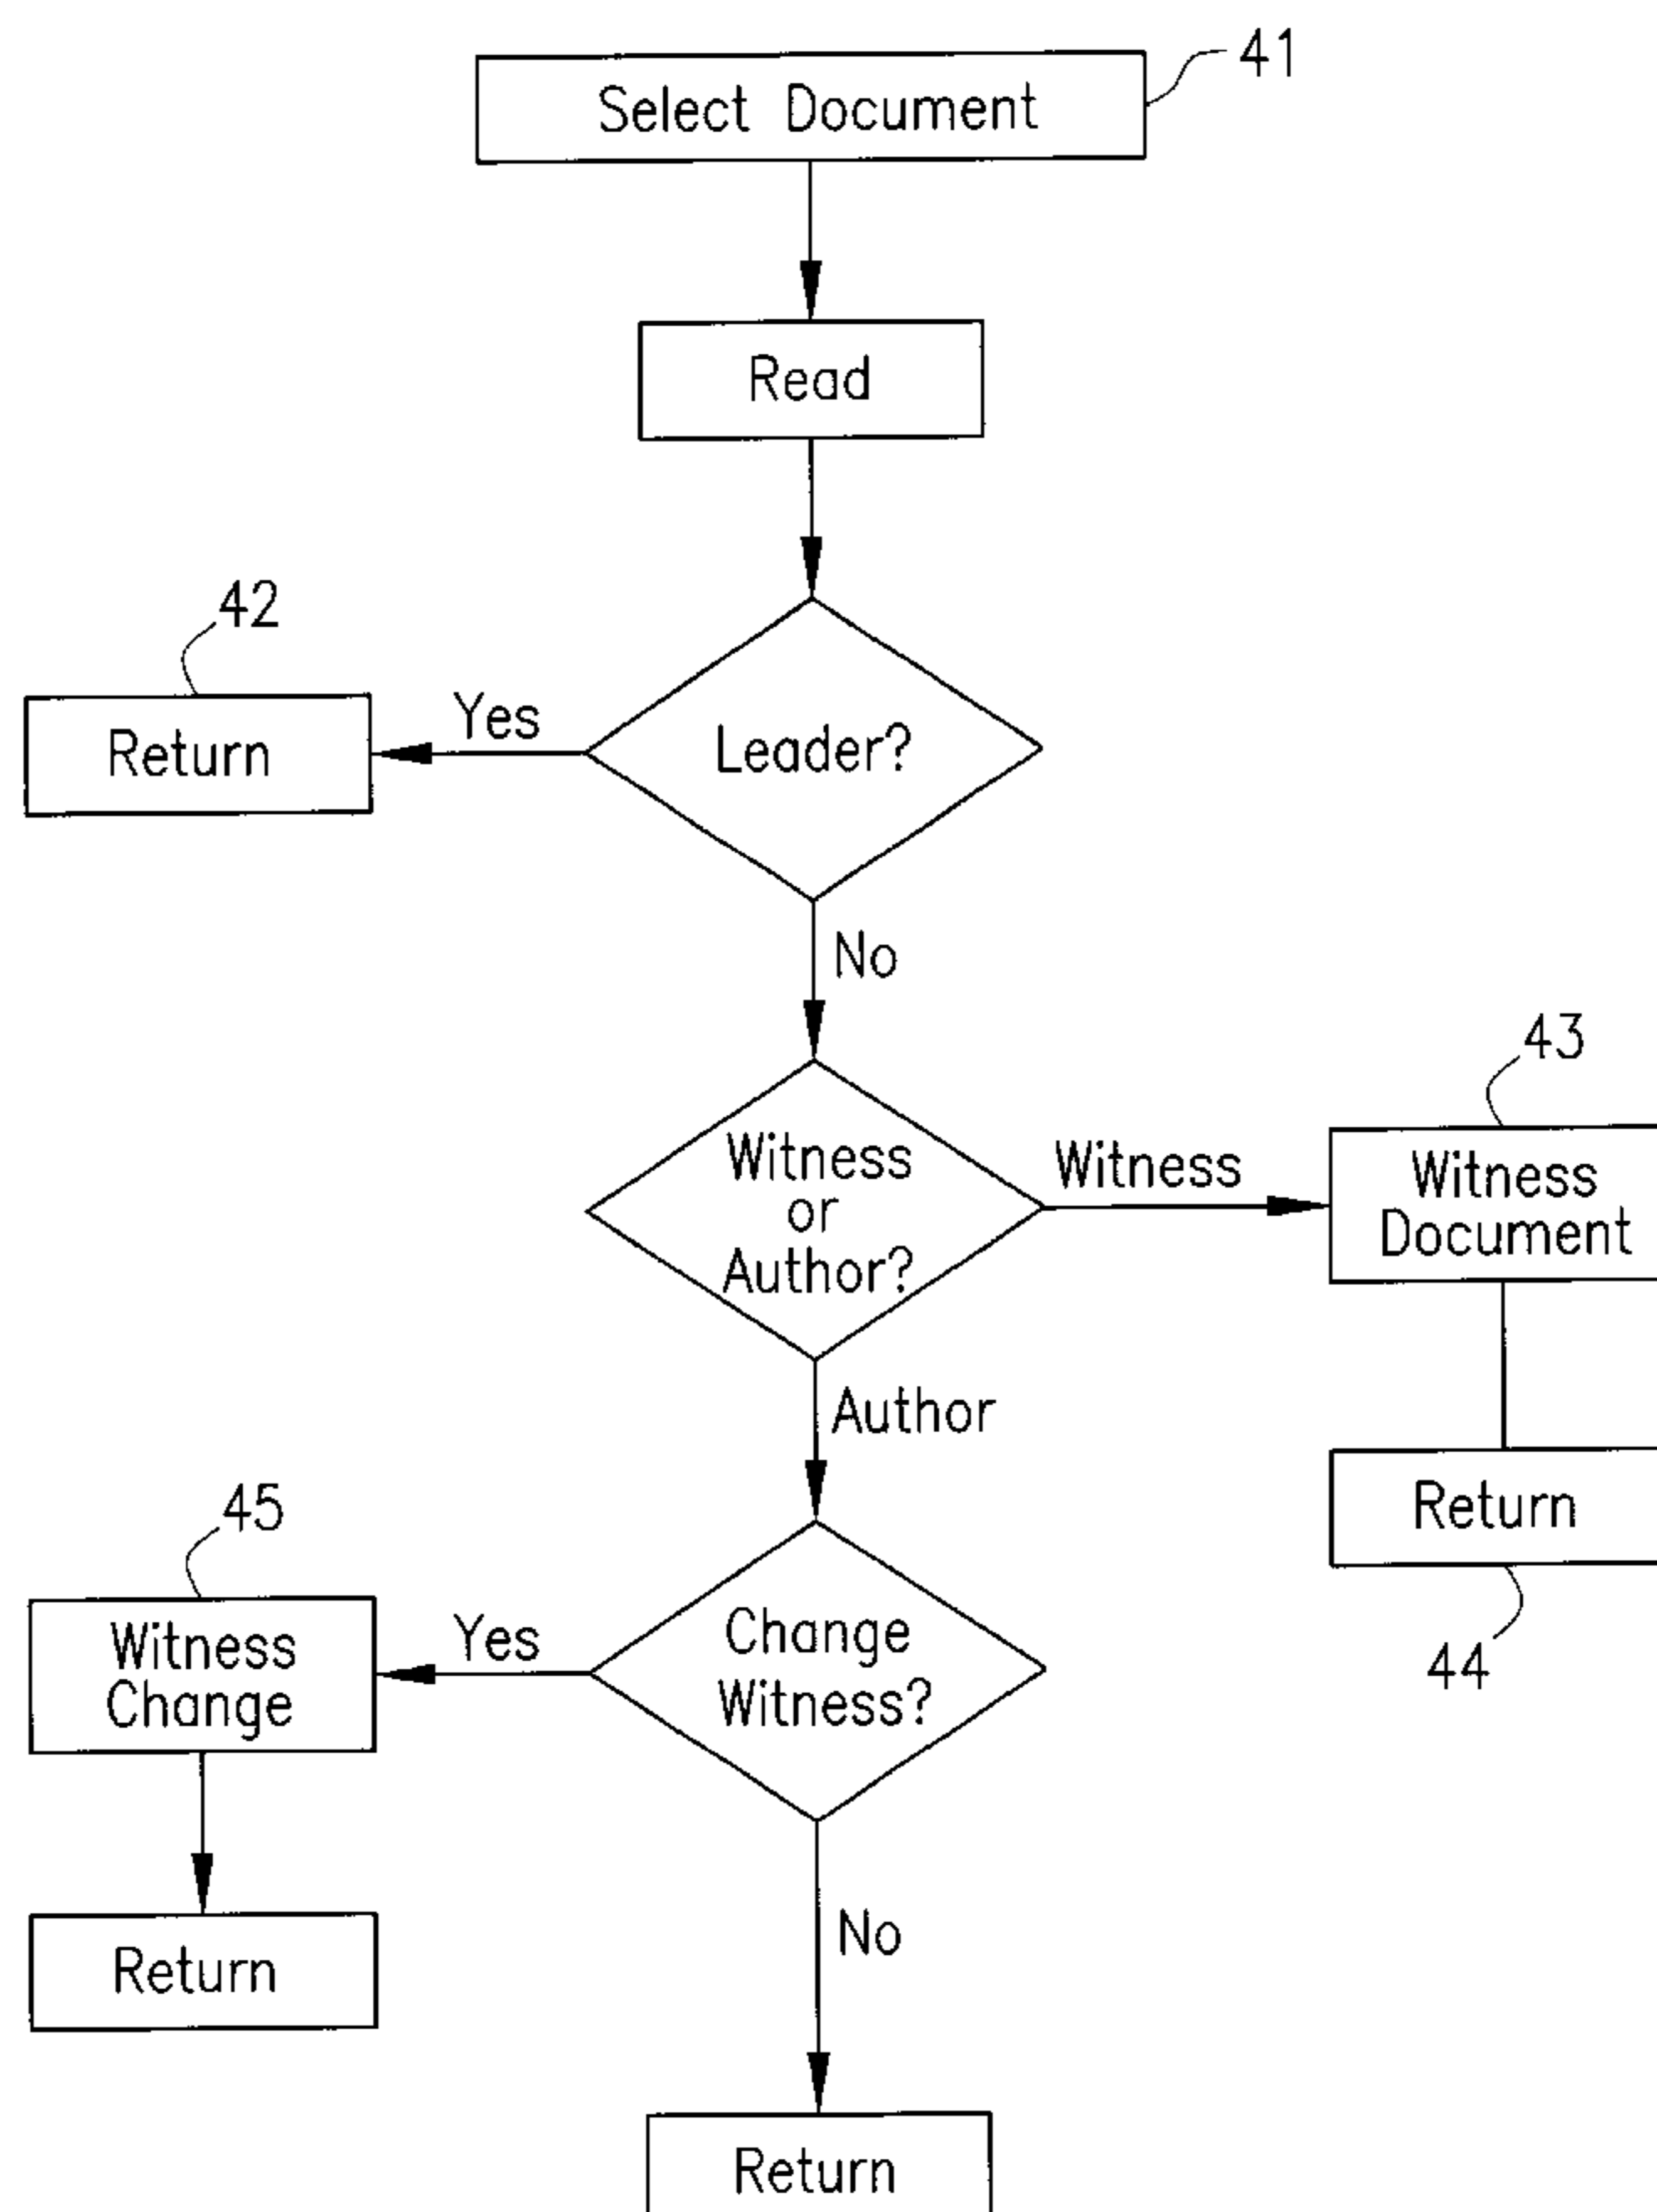 41
Select Document
Read
42
Return
Yes
Leader?
No
43
Witness
or
Author?
Witness
Witness
Document
Author
Return
44
45
Witness
Change
Yes
Change
Witness?
Return
No
Return